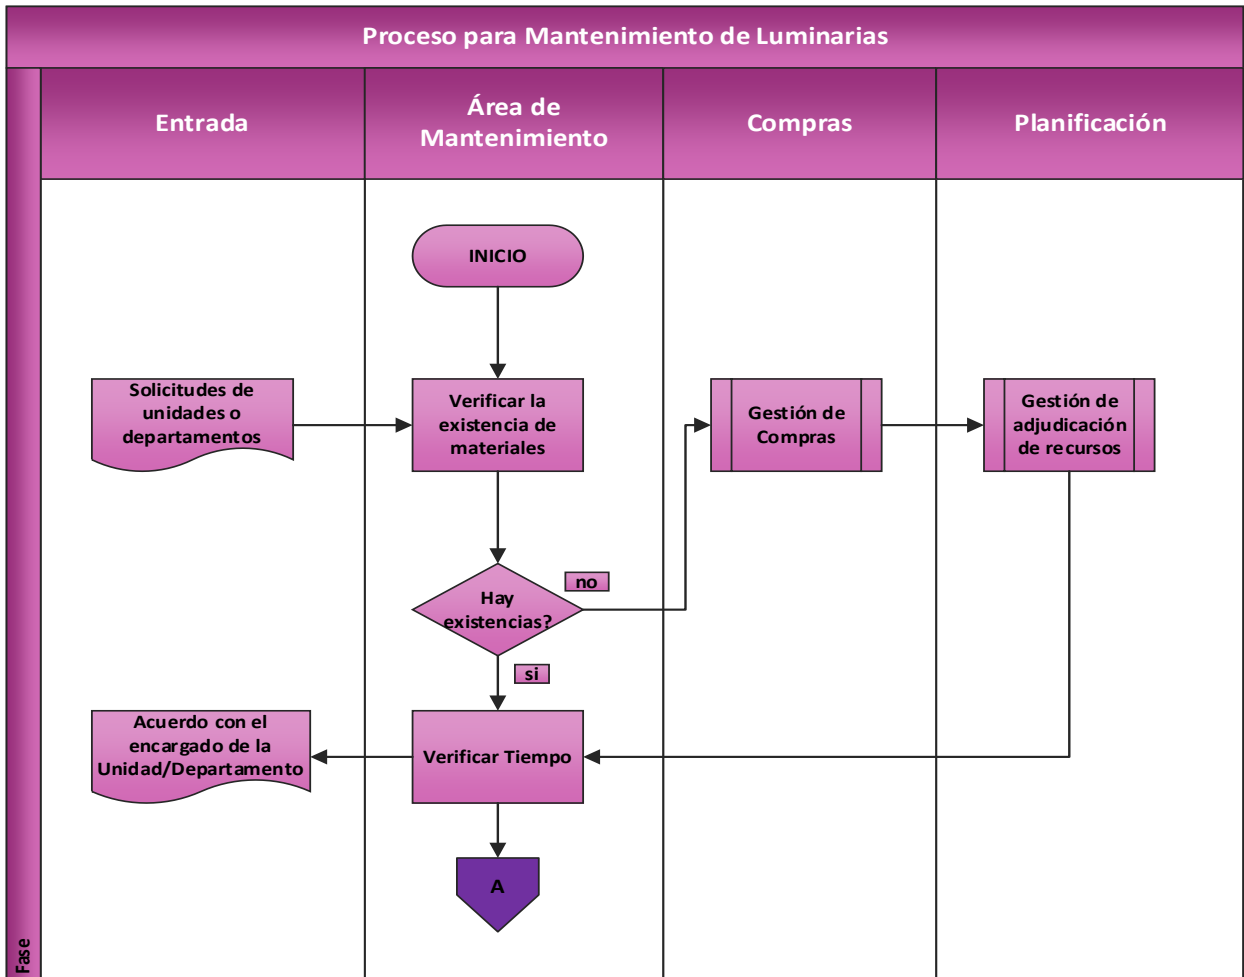 Proceso para Mantenimiento de Luminarias
Entrada
Área de
Mantenimiento
Compras
Planificación
INICIO
Solicitudes de
unidades o
departamentos
Verificar la
existencia de
materiales
Gestión de
Compras
Gestión de
adjudicación
de recursos
Hay
existencias?
no
si
Acuerdo con el
encargado de la
Unidad/Departamento
Verificar Tiempo
A
Fase